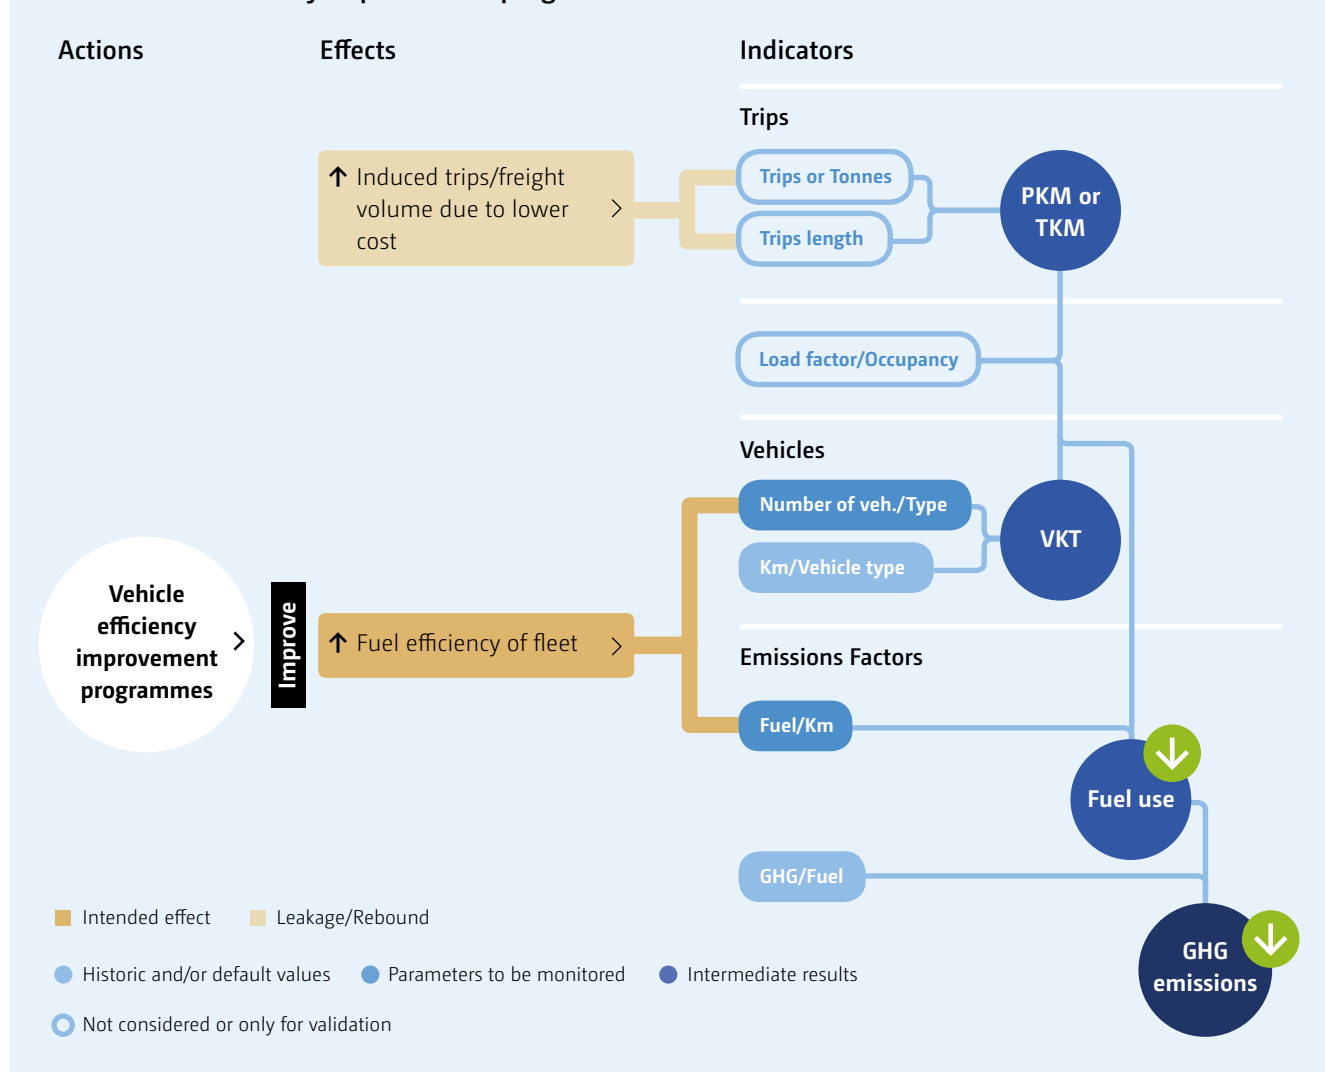 Actions
Effects
Indicators
Trips
↑ Induced trips/freight
volume due to lower
cost
Trips or Tonnes
Trips length
PKM or
TKM
Load factor/Occupancy
Vehicles
Number of veh./Type
Km/Vehicle type
VKT
Vehicle
efficiency
improvement
programmes
Improve
↑ Fuel efficiency of fleet
Emissions Factors
Fuel/Km
Fuel use
GHG/Fuel
GHG
emissions
Intended effect
Leakage/Rebound
Historic and/or default values
Parameters to be monitored
Intermediate results
Not considered or only for validation